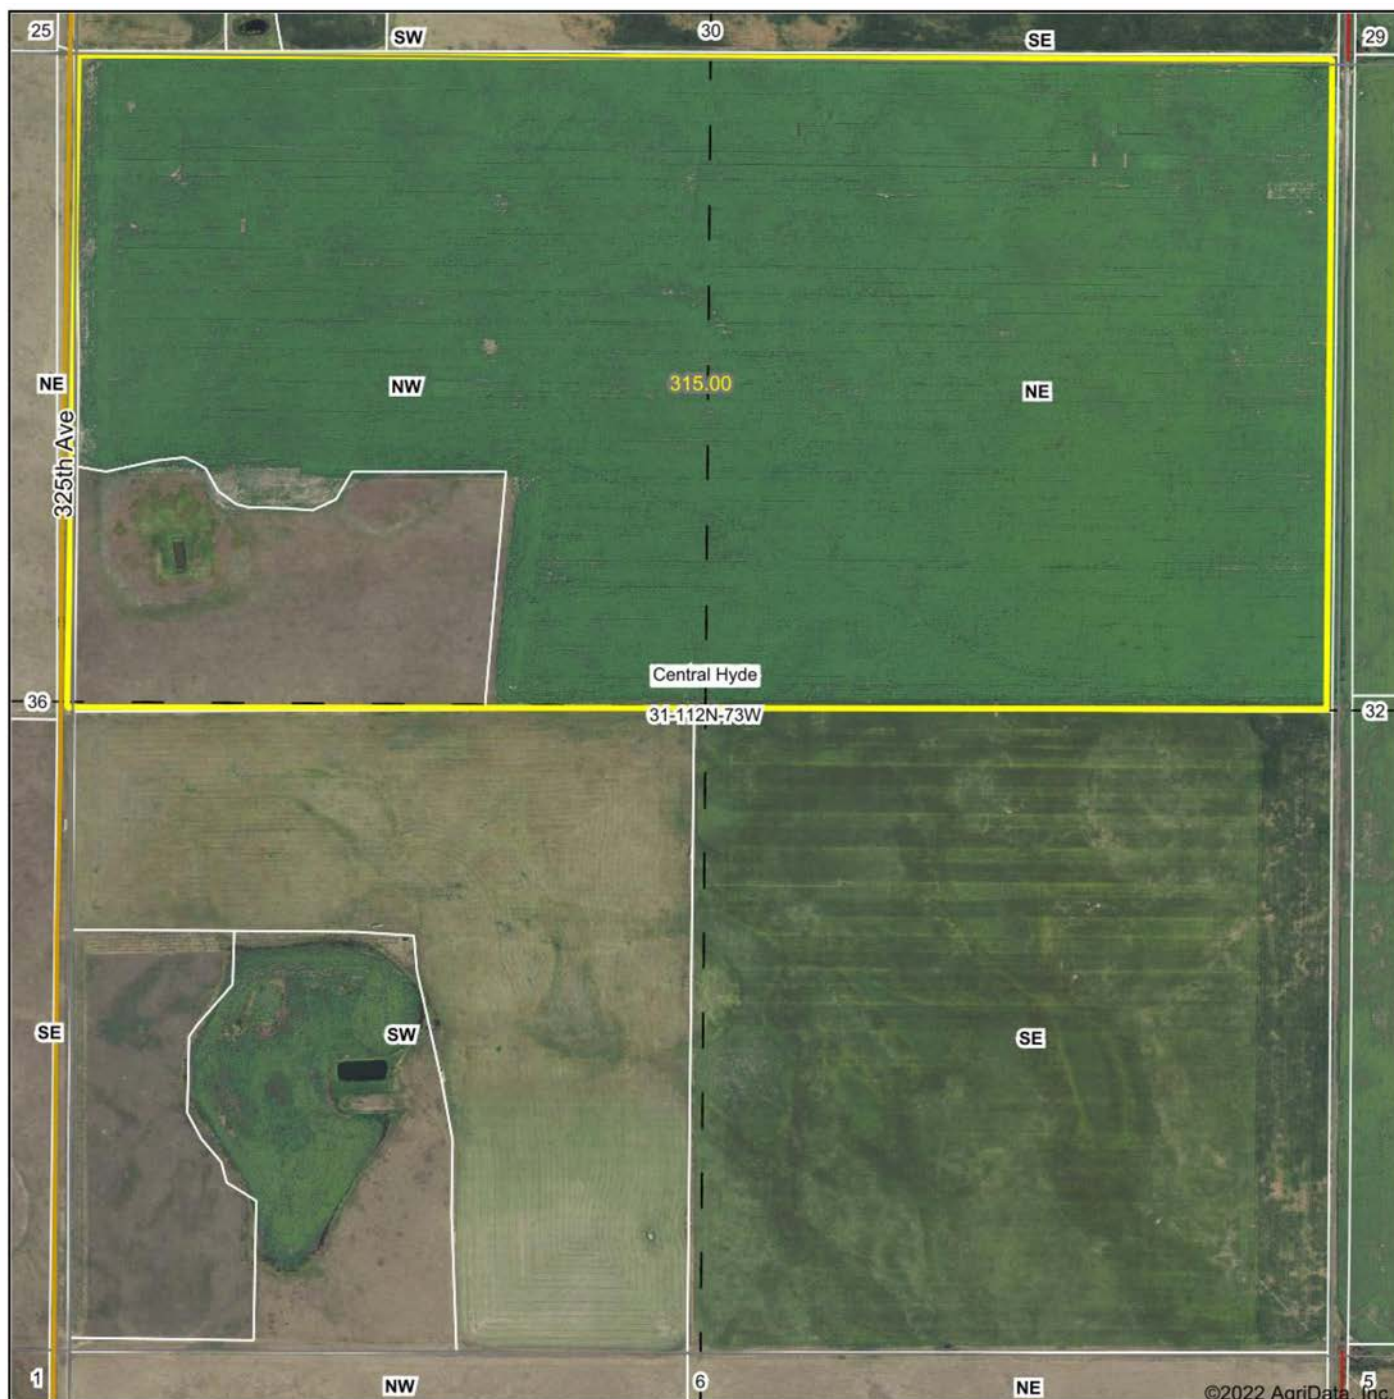 25
SW
30
SE
29
NE
NW
315.00
NE
325th Ave
Central Hyde
36
31-112N-73W
32
SE
SW
SE
1
NW
6
NE
5
©2022 AgriData, Inc.